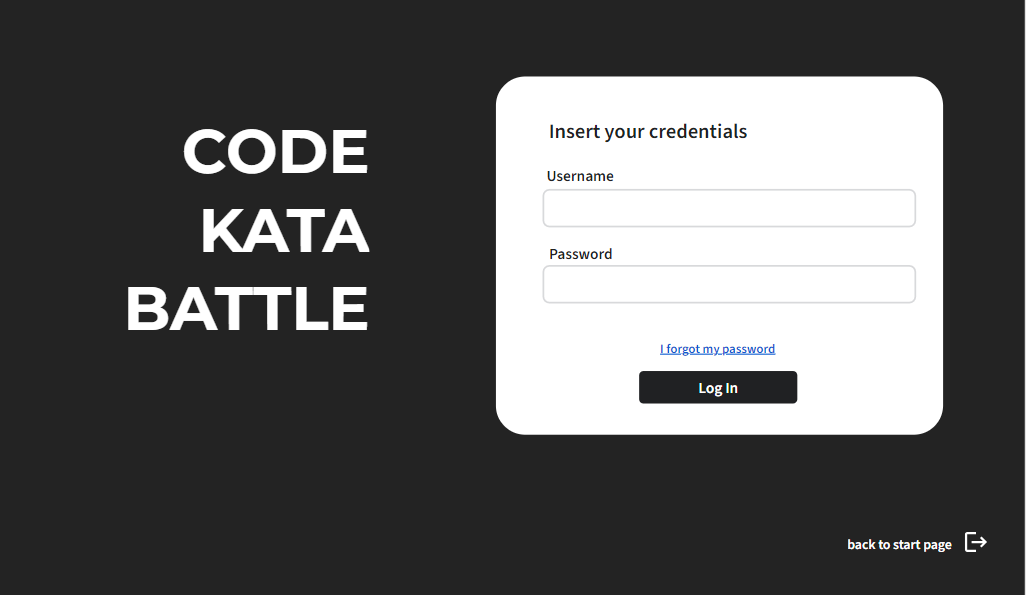 CODE
KATA
BATTLE
Insert your credentials
Username
Password
I forgot my password
Log In
back to start page